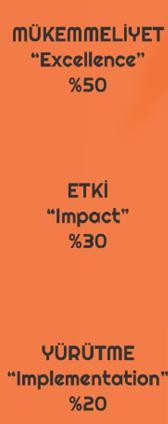 MÜKEMMELİYET
“Excellence”
%50
ETKİ
“Impact”
%30
YÜRÜTME
“Implementation”
%20